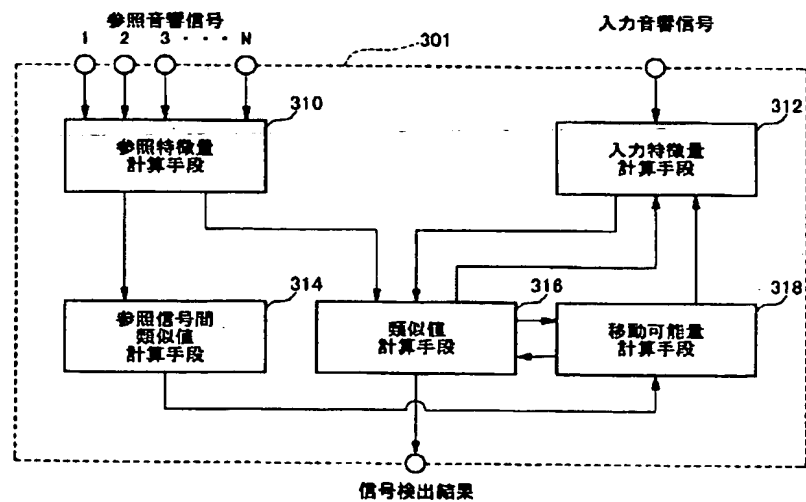 参照音響信号
1 2 3 ・・・ N
入力音響信号
301
310
参照特徴量
計算手段
312
入力特徴量
計算手段
314
参照信号間
類似値
計算手段
316
類似値
計算手段
318
移動可能量
計算手段
信号検出結果